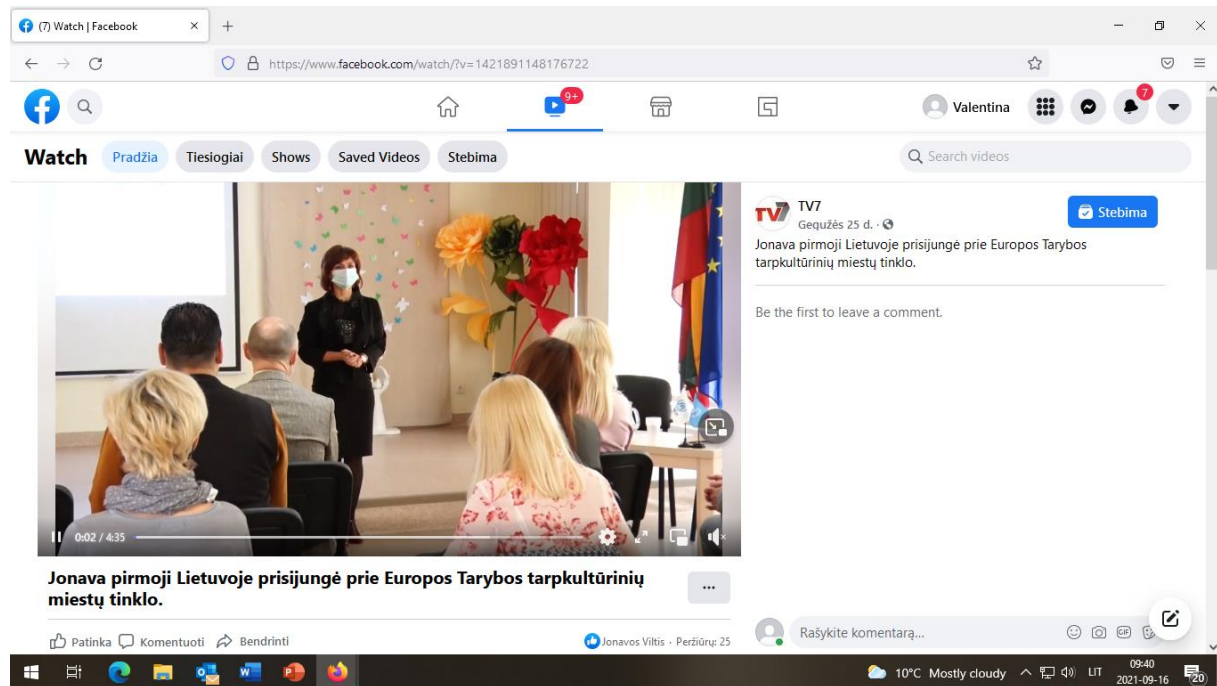 (7) Watch | Facebook
https://www.facebook.com/watch/?v=1421891148176722
9+
Valentina
7
Watch
Pradžia
Tiesiogiai
Shows
Saved Videos
Stebima
Search videos
TV7
Gegužės 25 d. ·
Stebima
Jonava pirmoji Lietuvoje prisijungė prie Europos Tarybos
tarpkultūrinių miestų tinklo.
Be the first to leave a comment.
0:02 / 4:35
Jonava pirmoji Lietuvoje prisijungė prie Europos Tarybos tarpkultūrinių
miestų tinklo.
Patinka
Komentuoti
Bendrinti
Jonavos Viltis · Peržiūrų: 25
Rašykite komentarą...
GIF
10°C Mostly cloudy
LIT
09:40
2021-09-16
20